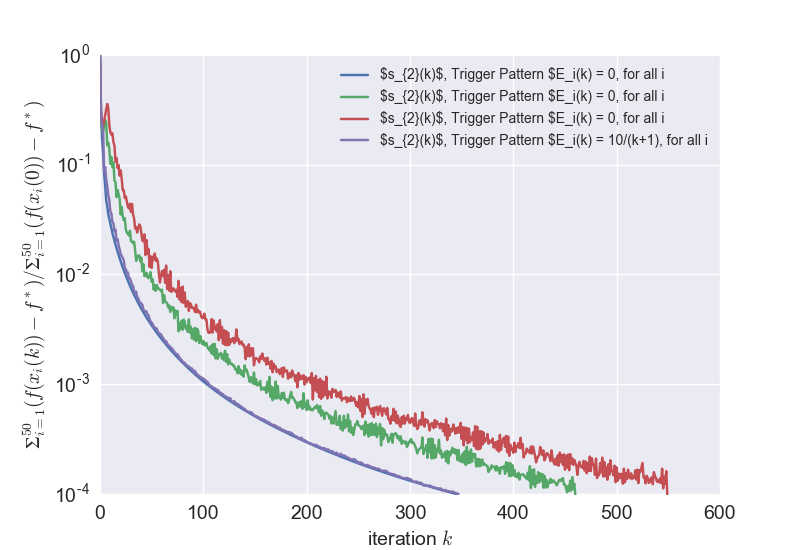 10^0
10^-1
10^-2
10^-3
10^-4
Σ_{i=1}^{50}(f(x_i(k)) − f*)/Σ_{i=1}^{50}(f(x_i(0)) − f*)
$s_{2}(k)$, Trigger Pattern $E_i(k) = 0, for all i
$s_{2}(k)$, Trigger Pattern $E_i(k) = 0, for all i
$s_{2}(k)$, Trigger Pattern $E_i(k) = 0, for all i
$s_{2}(k)$, Trigger Pattern $E_i(k) = 10/(k+1), for all i
0 100 200 300 400 500 600
iteration k